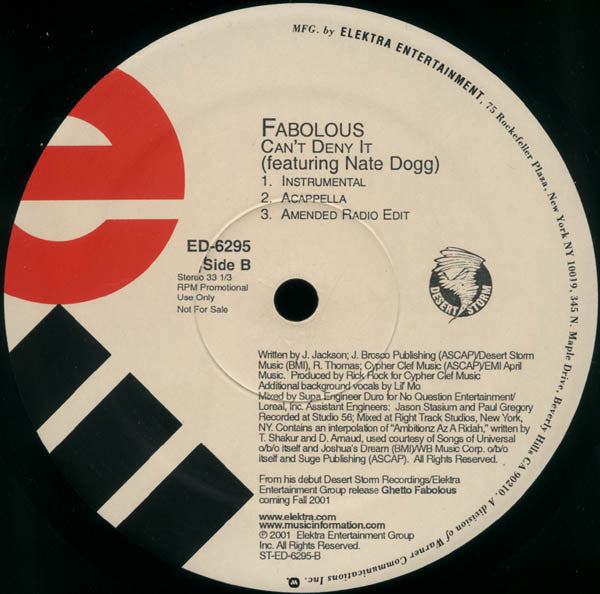 MFG. by ELEKTRA ENTERTAINMENT, 75 Rockefeller Plaza, New York NY 10019, 345 N. Maple Drive, Beverly Hills CA 90210. A division of Warner Communications Inc.
FABOLOUS
CAN'T DENY IT
(featuring Nate Dogg)
1. INSTRUMENTAL
2. ACAPPELLA
3. AMENDED RADIO EDIT
ED-6295
Side B
Stereo 33 1/3
RPM Promotional
Use Only
Not For Sale
DESERT STORM
Written by J. Jackson; J. Brosco Publishing (ASCAP)/Desert Storm
Music (BMI), R. Thomas; Cypher Clef Music (ASCAP)/EMI April
Music. Produced by Rick Rock for Cypher Clef Music
Additional background vocals by Lil' Mo
Mixed by Supa Engineer Duro for No Question Entertainment/
Loreal, Inc. Assistant Engineers: Jason Stasium and Paul Gregory
Recorded at Studio 56; Mixed at Right Track Studios, New York,
NY. Contains an interpolation of "Ambitionz Az A Ridah," written by
T. Shakur and D. Arnaud, used courtesy of Songs of Universal
o/b/o itself and Joshua's Dream (BMI)/WB Music Corp. o/b/o
itself and Suge Publishing (ASCAP). All Rights Reserved.
From his debut Desert Storm Recordings/Elektra
Entertainment Group release Ghetto Fabolous
coming Fall 2001
www.elektra.com
www.musicinformation.com
℗ 2001 Elektra Entertainment Group
Inc. All Rights Reserved.
ST-ED-6295-B